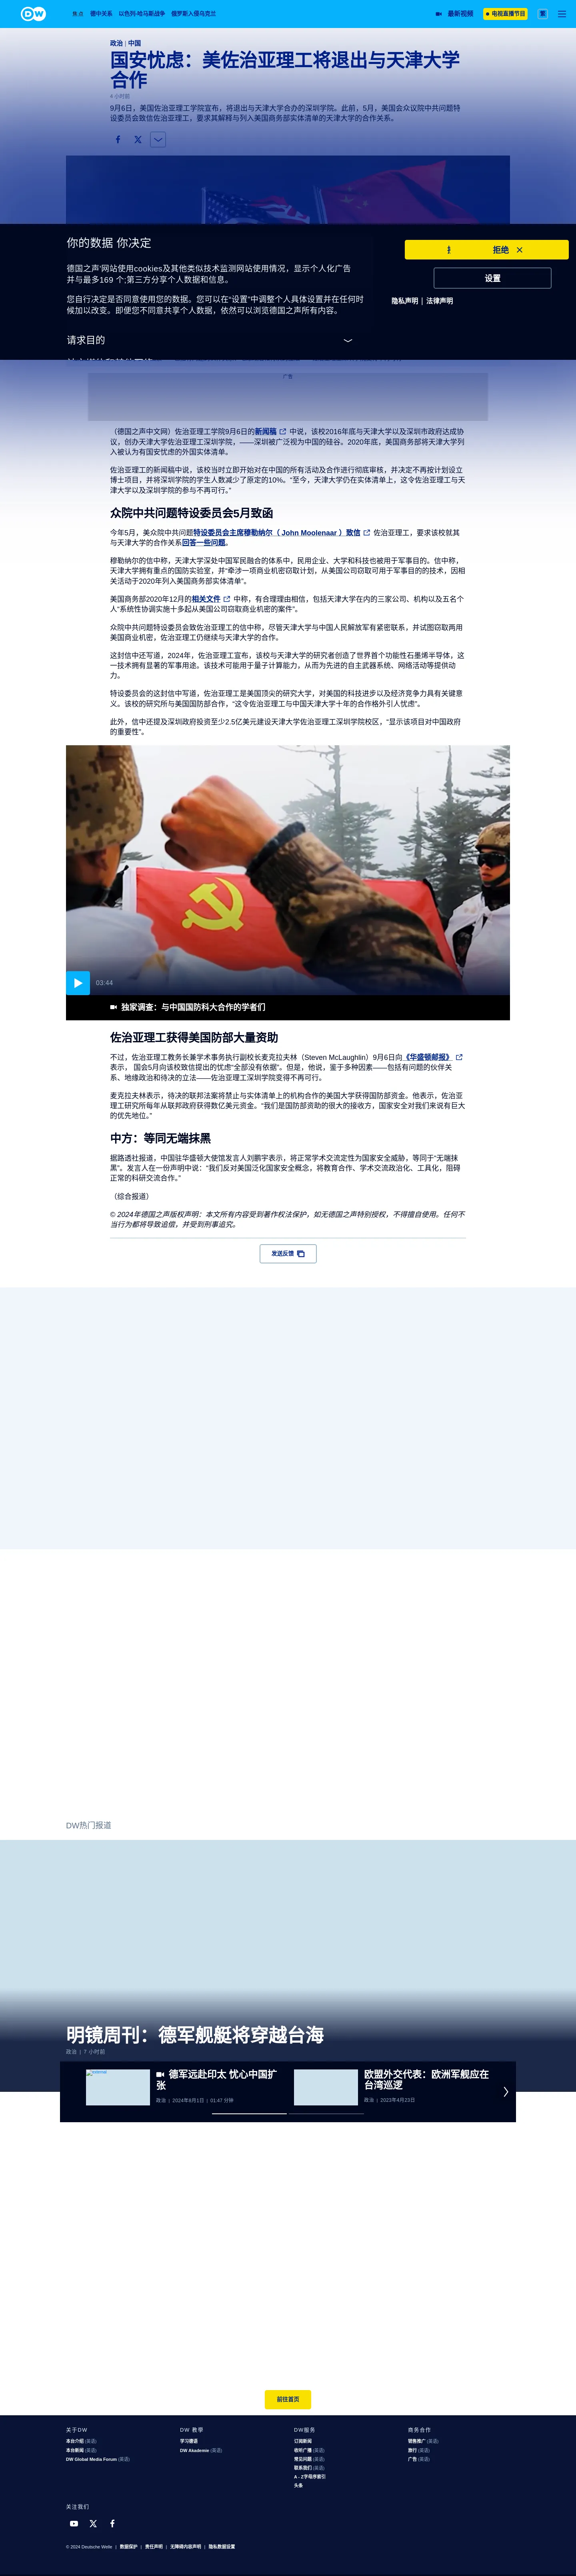 DW
焦点 德中关系 以色列-哈马斯战争 俄罗斯入侵乌克兰 最新视频 电视直播节目 繁
政治 | 中国
国安忧虑：美佐治亚理工将退出与天津大学
合作
4 小时前
9月6日，美国佐治亚理工学院宣布，将退出与天津大学合办的深圳学院。此前，5月，美国会众议院中共问题特
设委员会致信佐治亚理工，要求其解释与列入美国商务部实体清单的天津大学的合作关系。
你的数据 你决定
德国之声‘网站使用cookies及其他类似技术监测网站使用情况，显示个人化广告
并与最多169 个;第三方分享个人数据和信息。
您自行决定是否同意使用您的数据。您可以在“设置”中调整个人具体设置并在任何时
候加以改变。即便您不同意共享个人数据，依然可以浏览德国之声所有内容。
请求目的
拒绝
设置
隐私声明 | 法律声明
广告
（德国之声中文网）佐治亚理工学院9月6日的新闻稿 中说，该校2016年底与天津大学以及深圳市政府达成协
议，创办天津大学佐治亚理工深圳学院，——深圳被广泛视为中国的硅谷。2020年底，美国商务部将天津大学列
入被认为有国安忧虑的外国实体清单。
佐治亚理工的新闻稿中说，该校当时立即开始对在中国的所有活动及合作进行彻底审核，并决定不再按计划设立
博士项目，并将深圳学院的学生人数减少了原定的10%。“至今，天津大学仍在实体清单上，这令佐治亚理工与天
津大学以及深圳学院的参与不再可行。”
众院中共问题特设委员会5月致函
今年5月，美众院中共问题特设委员会主席穆勒纳尔（ John Moolenaar ）致信 佐治亚理工，要求该校就其
与天津大学的合作关系回答一些问题。
穆勒纳尔的信中称，天津大学深处中国军民融合的体系中，民用企业、大学和科技也被用于军事目的。信中称，
天津大学拥有重点的国防实验室，并“牵涉一项商业机密窃取计划，从美国公司窃取可用于军事目的的技术，因相
关活动于2020年列入美国商务部实体清单”。
美国商务部2020年12月的相关文件 中称，有合理理由相信，包括天津大学在内的三家公司、机构以及五名个
人“系统性协调实施十多起从美国公司窃取商业机密的案件”。
众院中共问题特设委员会致佐治亚理工的信中称，尽管天津大学与中国人民解放军有紧密联系，并试图窃取两用
美国商业机密，佐治亚理工仍继续与天津大学的合作。
这封信中还写道，2024年，佐治亚理工宣布，该校与天津大学的研究者创造了世界首个功能性石墨烯半导体，这
一技术拥有显著的军事用途。该技术可能用于量子计算能力，从而为先进的自主武器系统、网络活动等提供动
力。
特设委员会的这封信中写道，佐治亚理工是美国顶尖的研究大学，对美国的科技进步以及经济竞争力具有关键意
义。该校的研究所与美国国防部合作，“这令佐治亚理工与中国天津大学十年的合作格外引人忧虑”。
此外，信中还提及深圳政府投资至少2.5亿美元建设天津大学佐治亚理工深圳学院校区，“显示该项目对中国政府
的重要性”。
03:44
独家调查：与中国国防科大合作的学者们
佐治亚理工获得美国防部大量资助
不过，佐治亚理工教务长兼学术事务执行副校长麦克拉夫林（Steven McLaughlin）9月6日向《华盛顿邮报》
表示， 国会5月向该校致信提出的忧虑“全部没有依据”。但是，他说，鉴于多种因素——包括有问题的伙伴关
系、地缘政治和待决的立法——佐治亚理工深圳学院变得不再可行。
麦克拉夫林表示，待决的联邦法案将禁止与实体清单上的机构合作的美国大学获得国防部资金。他表示，佐治亚
理工研究所每年从联邦政府获得数亿美元资金。“我们是国防部资助的很大的接收方，国家安全对我们来说有巨大
的优先地位。”
中方：等同无端抹黑
据路透社报道，中国驻华盛顿大使馆发言人刘鹏宇表示，将正常学术交流定性为国家安全威胁，等同于“无端抹
黑”。发言人在一份声明中说：“我们反对美国泛化国家安全概念，将教育合作、学术交流政治化、工具化，阻碍
正常的科研交流合作。”
（综合报道）
© 2024年德国之声版权声明：本文所有内容受到著作权法保护，如无德国之声特别授权，不得擅自使用。任何不
当行为都将导致追偿，并受到刑事追究。
发送反馈
DW热门报道
明镜周刊：德军舰艇将穿越台海
政治 | 7 小时前
德军远赴印太 忧心中国扩
张
政治 | 2024年8月1日 | 01:47 分钟
欧盟外交代表：欧洲军舰应在
台湾巡逻
政治 | 2023年4月23日
前往首页
关于DW
本台介绍 (英语)
本台新闻 (英语)
DW Global Media Forum (英语)
DW 教學
学习德语
DW Akademie (英语)
DW服务
订阅新闻
收听广播 (英语)
常见问题 (英语)
联系我们 (英语)
A - Z字母序索引
头条
商务合作
销售推广 (英语)
旅行 (英语)
广告 (英语)
关注我们
© 2024 Deutsche Welle | 数据保护 | 责任声明 | 无障碍内容声明 | 隐私数据设置